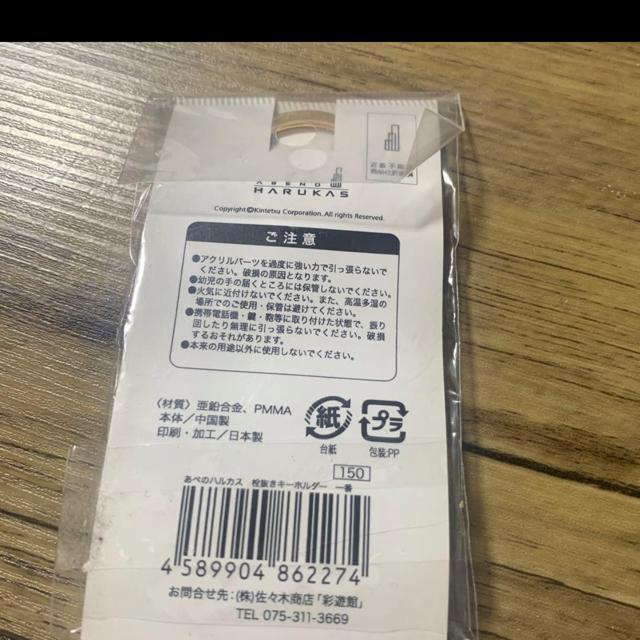 ABENO
HARUKAS
Copyright©Kintetsu Corporation. All rights Reserved.
ご注意
●アクリルパーツを過度に強い力で引っ張らないで
ください。破損の原因となります。
●幼児の手の届くところには保管しないでください。
●火気に近付けないでください。また、高温多湿の
場所でのご使用・保管は避けてください。
●携帯電話機・鍵・鞄等に取り付けた状態で、振り
回したり無理に引っ張らないでください。破損
するおそれがあります。
●本来の用途以外に使用しないでください。
〈材質〉亜鉛合金、PMMA
本体/中国製
印刷・加工/日本製
紙
台紙
プラ
包装:PP
150
あべのハルカス 栓抜きキーホルダー 一番
4 589904 862274
お問合せ先:(株)佐々木商店「彩遊館」
TEL 075-311-3669